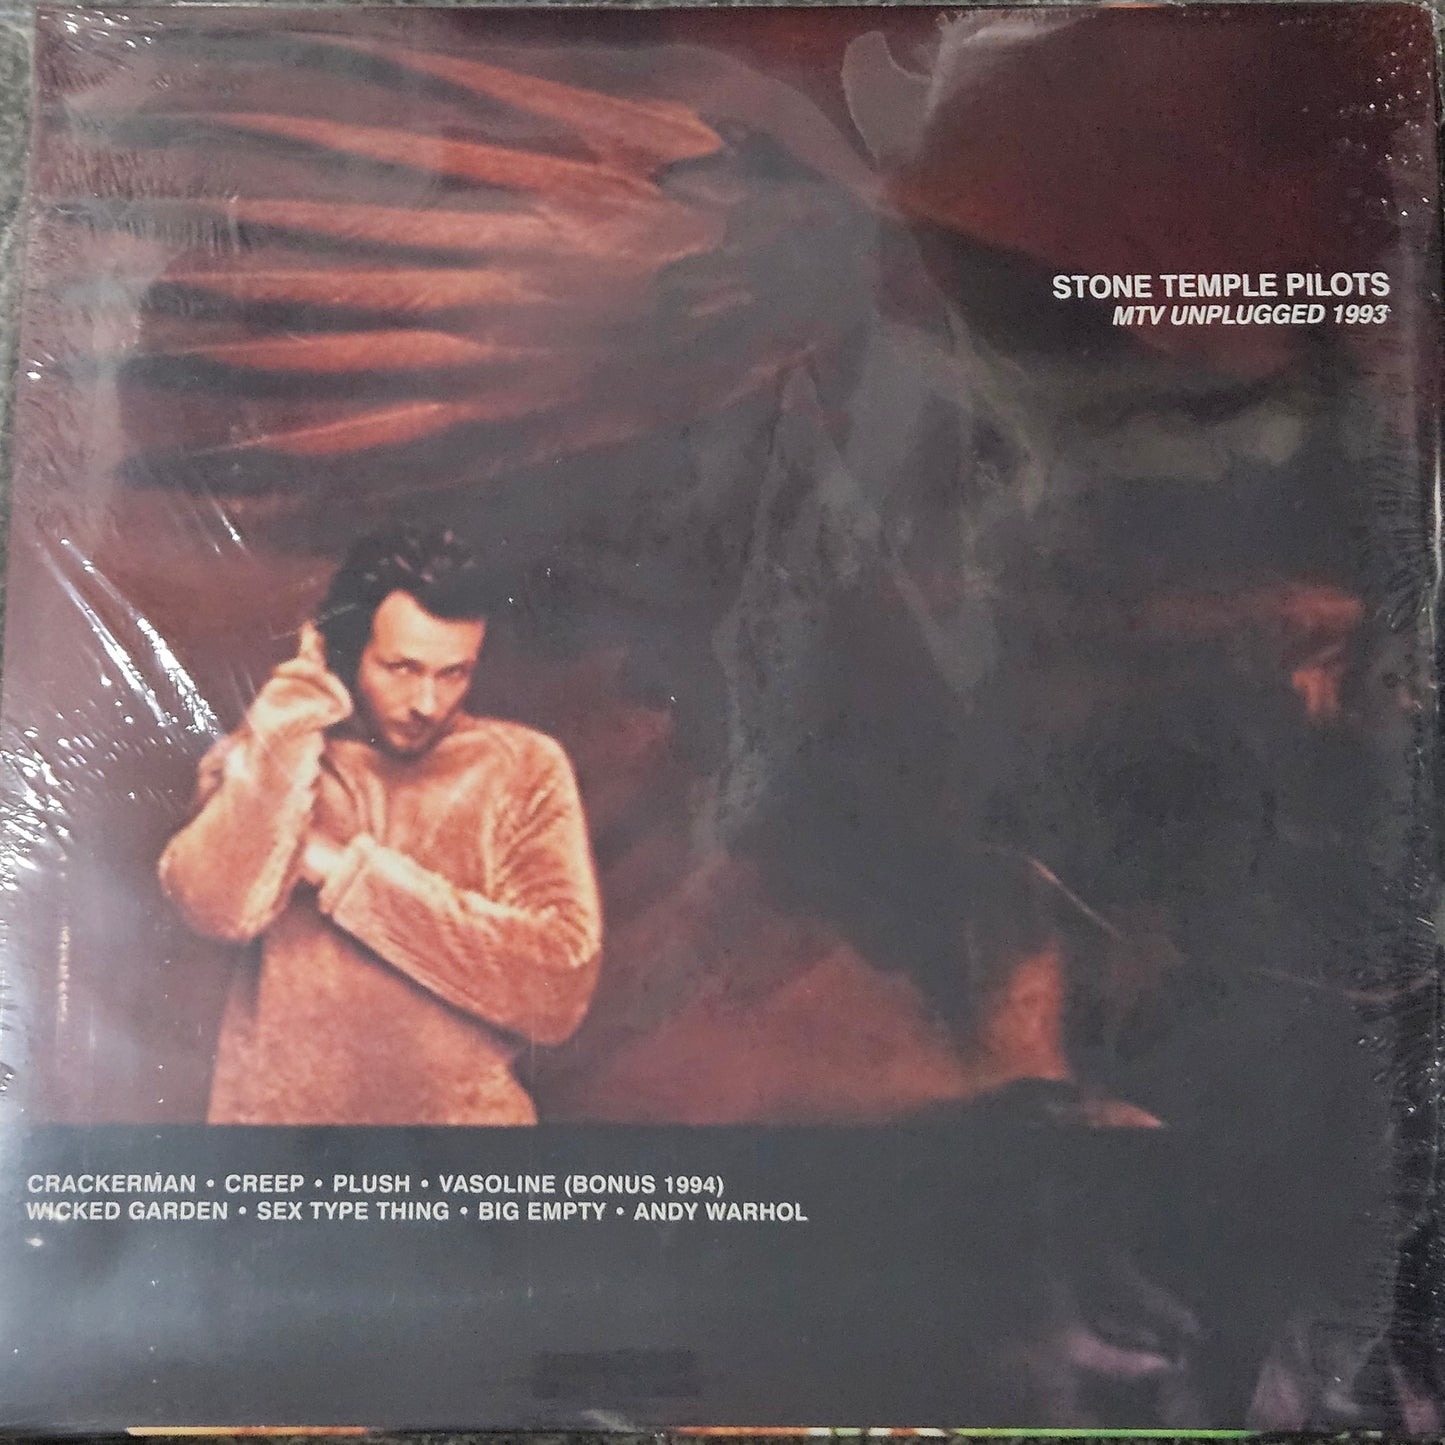 STONE TEMPLE PILOTS
MTV UNPLUGGED 1993
CRACKERMAN • CREEP • PLUSH • VASOLINE (BONUS 1994)
WICKED GARDEN • SEX TYPE THING • BIG EMPTY • ANDY WARHOL